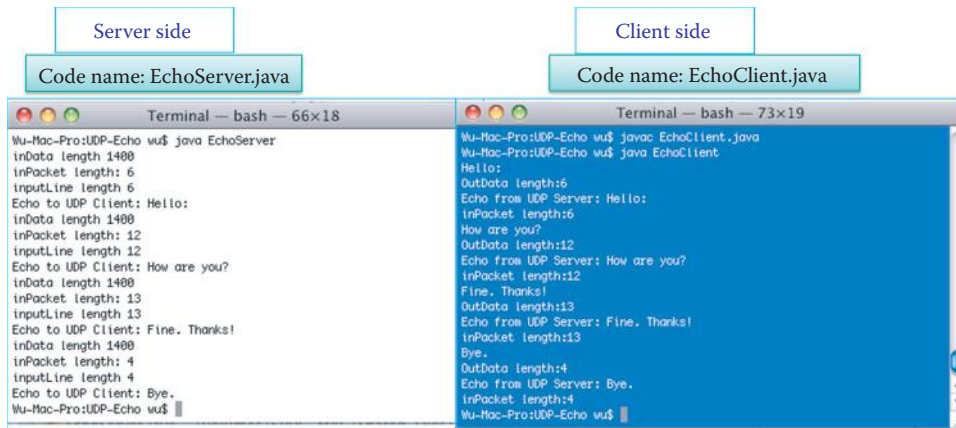 Server side
Code name: EchoServer.java
Terminal — bash — 66×18
Wu-Mac-Pro:UDP-Echo wu$ java EchoServer
inData length 1400
inPacket length: 6
inputLine length 6
Echo to UDP Client: Hello:
inData length 1400
inPacket length: 12
inputLine length 12
Echo to UDP Client: How are you?
inData length 1400
inPacket length: 13
inputLine length 13
Echo to UDP Client: Fine. Thanks!
inData length 1400
inPacket length: 4
inputLine length 4
Echo to UDP Client: Bye.
Wu-Mac-Pro:UDP-Echo wu$
Client side
Code name: EchoClient.java
Terminal — bash — 73×19
Wu-Mac-Pro:UDP-Echo wu$ javac EchoClient.java
Wu-Mac-Pro:UDP-Echo wu$ java EchoClient
Hello:
OutData length:6
Echo from UDP Server: Hello:
inPacket length:6
How are you?
OutData length:12
Echo from UDP Server: How are you?
inPacket length:12
Fine. Thanks!
OutData length:13
Echo from UDP Server: Fine. Thanks!
inPacket length:13
Bye.
OutData length:4
Echo from UDP Server: Bye.
inPacket length:4
Wu-Mac-Pro:UDP-Echo wu$